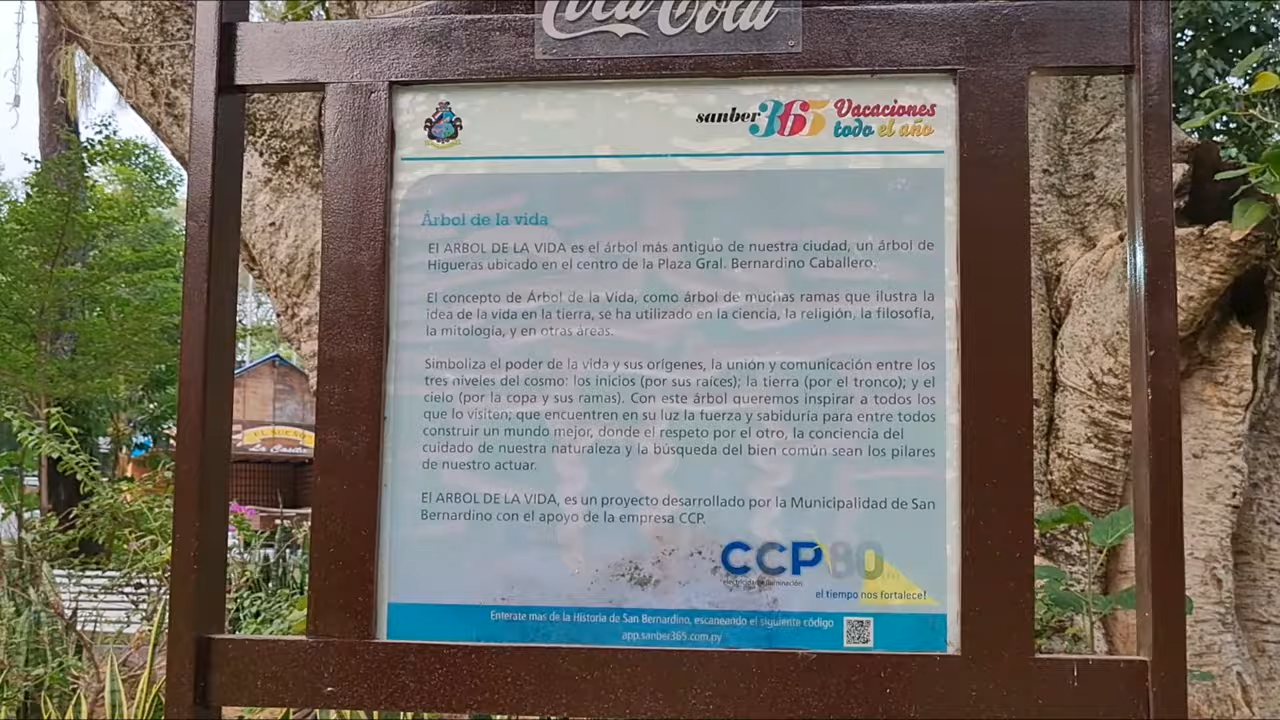 Coca Cola
sanber365 Vacaciones
todo el año
Árbol de la vida
El ARBOL DE LA VIDA es el árbol más antiguo de nuestra ciudad, un árbol de
Higueras ubicado en el centro de la Plaza Gral. Bernardino Caballero.
El concepto de Árbol de la Vida, como árbol de muchas ramas que ilustra la
idea de la vida en la tierra, se ha utilizado en la ciencia, la religión, la filosofía,
la mitología, y en otras áreas.
Simboliza el poder de la vida y sus orígenes, la unión y comunicación entre los
tres niveles del cosmo: los inicios (por sus raíces); la tierra (por el tronco); y el
cielo (por la copa y sus ramas). Con este árbol queremos inspirar a todos los
que lo visiten; que encuentren en su luz la fuerza y sabiduría para entre todos
construir un mundo mejor, donde el respeto por el otro, la conciencia del
cuidado de nuestra naturaleza y la búsqueda del bien común sean los pilares
de nuestro actuar.
El ARBOL DE LA VIDA, es un proyecto desarrollado por la Municipalidad de San
Bernardino con el apoyo de la empresa CCP.
CCP 80
electricidad e iluminación
el tiempo nos fortalece!
Enterate mas de la Historia de San Bernardino, escaneando el siguiente código
app.sanber365.com.py
EL SUEÑO
La Casita